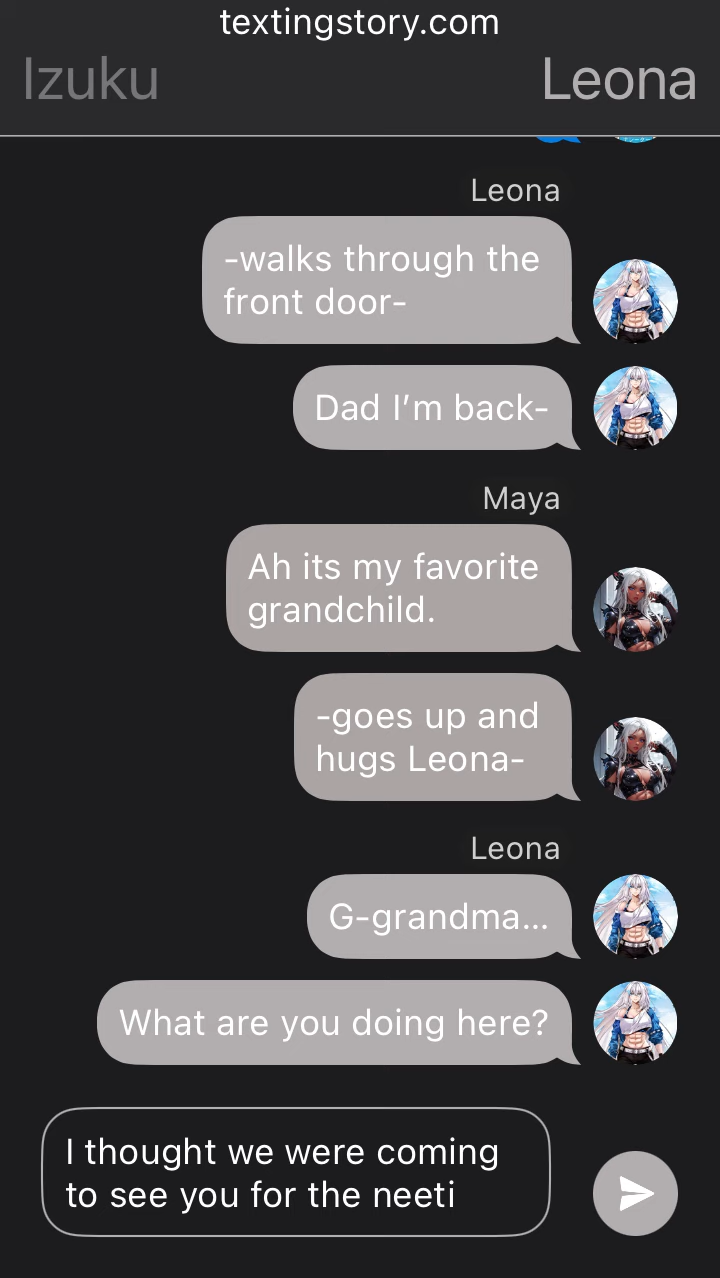 textingstory.com
Izuku
Leona
Leona
-walks through the
front door-
Dad I’m back-
Maya
Ah its my favorite
grandchild.
-goes up and
hugs Leona-
Leona
G-grandma...
What are you doing here?
I thought we were coming
to see you for the neeti